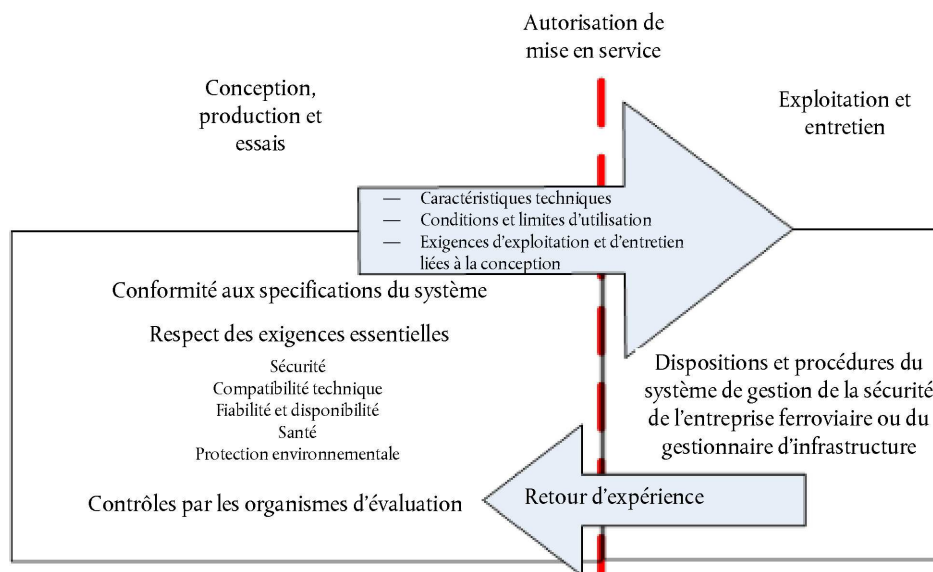 Autorisation de
mise en service
Conception,
production et
essais
Exploitation et
entretien
— Caractéristiques techniques
— Conditions et limites d'utilisation
— Exigences d'exploitation et d'entretien
liées à la conception
Conformité aux specifications du système
Respect des exigences essentielles
Sécurité
Compatibilité technique
Fiabilité et disponibilité
Santé
Protection environnementale
Contrôles par les organismes d'évaluation
Dispositions et procédures du
système de gestion de la sécurité
de l'entreprise ferroviaire ou du
gestionnaire d'infrastructure
Retour d'expérience